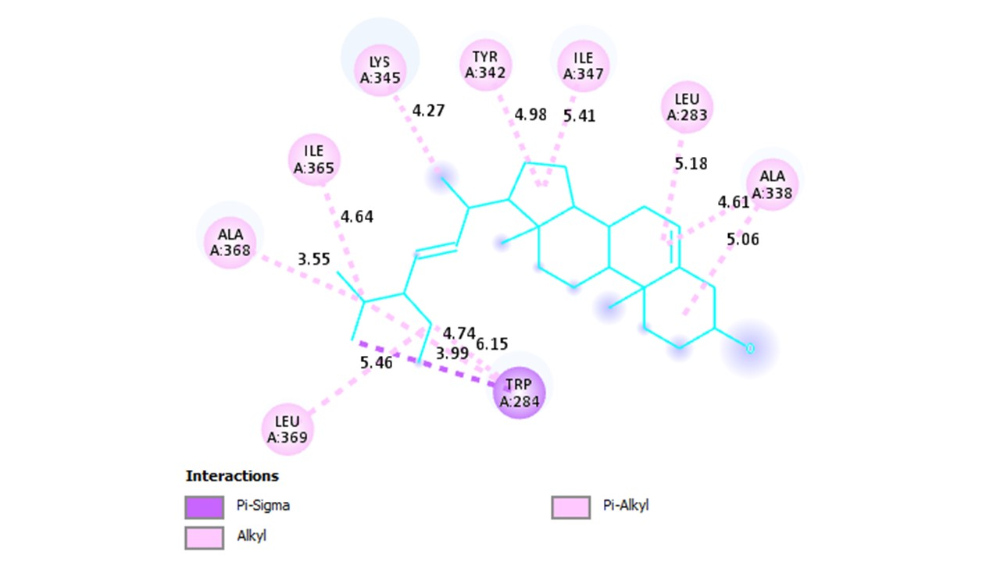 LYS
A:345
TYR
A:342
ILE
A:347
LEU
A:283
4.27
4.98
5.41
ILE
A:365
5.18
ALA
A:338
4.61
4.64
5.06
ALA
A:368
3.55
4.74
6.15
3.99
5.46
O
TRP
A:284
LEU
A:369
Interactions
Pi-Sigma
Pi-Alkyl
Alkyl